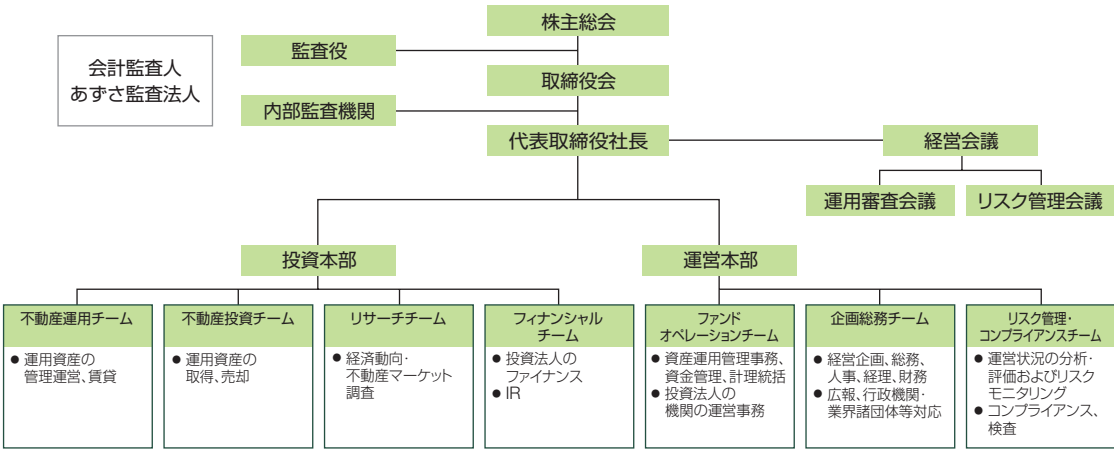 株主総会
監査役
会計監査人
あずさ監査法人
取締役会
内部監査機関
代表取締役社長
経営会議
運用審査会議
リスク管理会議
投資本部
運営本部
不動産運用チーム
● 運用資産の
管理運営、賃貸
不動産投資チーム
● 運用資産の
取得、売却
リサーチチーム
● 経済動向・
不動産マーケット
調査
フィナンシャル
チーム
● 投資法人の
ファイナンス
● IR
ファンド
オペレーションチーム
● 資産運用管理事務、
資金管理、計理統括
● 投資法人の
機関の運営事務
企画総務チーム
● 経営企画、総務、
人事、経理、財務
● 広報、行政機関・
業界諸団体等対応
リスク管理・
コンプライアンスチーム
● 運営状況の分析・
評価およびリスク
モニタリング
● コンプライアンス、
検査